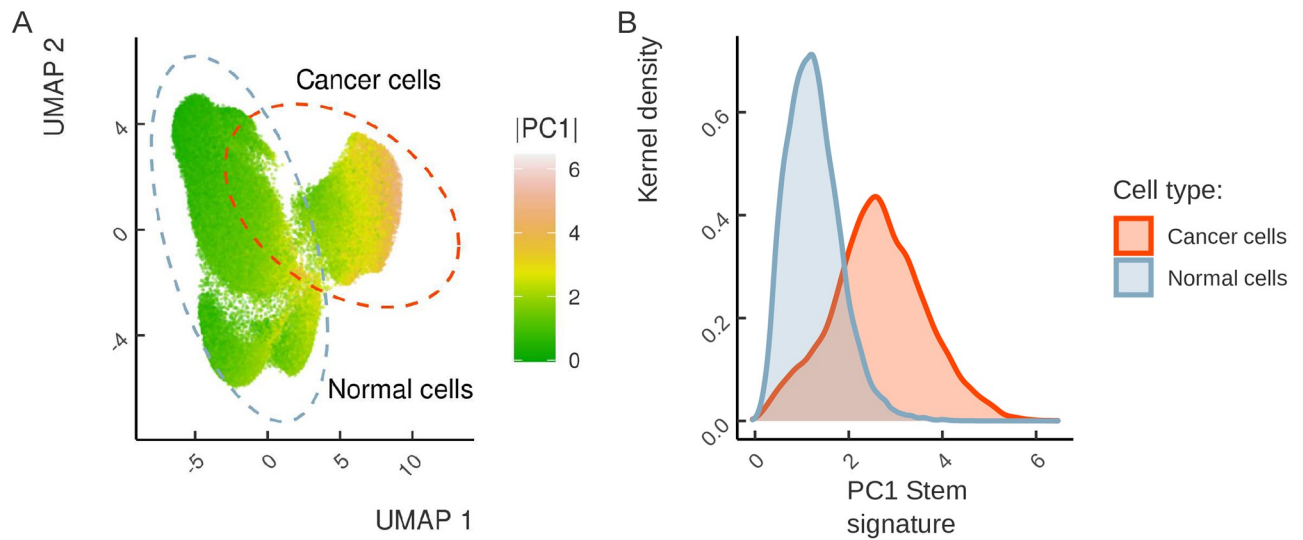 A
UMAP 2
4
0
-4
-5
0
5
10
UMAP 1
Cancer cells
Normal cells
|PC1|
6
4
2
0
B
Kernel density
0.6
0.4
0.2
0.0
0
2
4
6
PC1 Stem
signature
Cell type:
Cancer cells
Normal cells